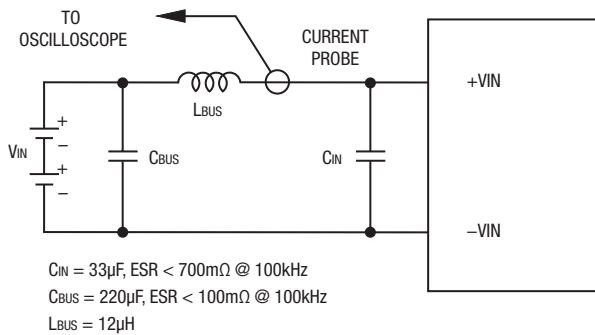 TO
OSCILLOSCOPE
CURRENT
PROBE
+VIN
LBUS
+
VIN
−
+
−
CBUS
CIN
−VIN
CIN = 33µF, ESR < 700mΩ @ 100kHz
CBUS = 220µF, ESR < 100mΩ @ 100kHz
LBUS = 12µH